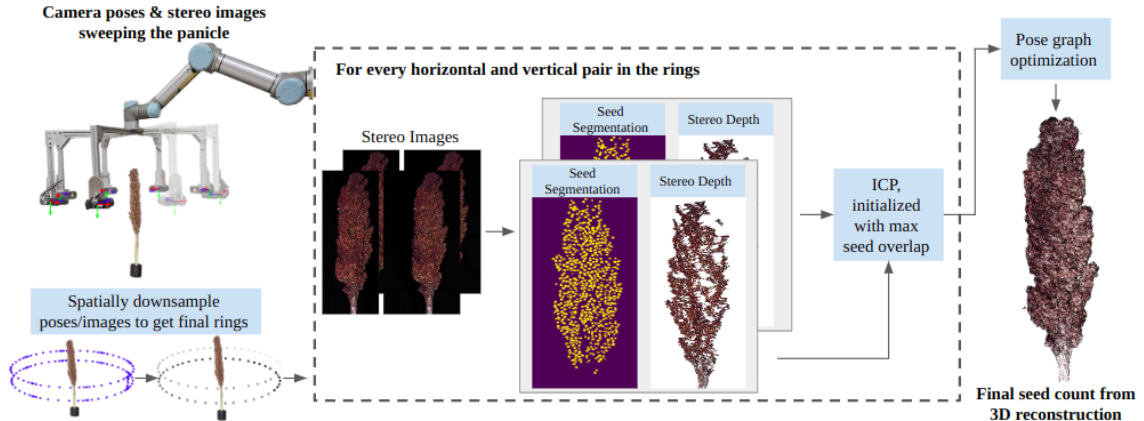 Camera poses & stereo images
sweeping the panicle
Spatially downsample
poses/images to get final rings
For every horizontal and vertical pair in the rings
Stereo Images
Seed
Segmentation
Stereo Depth
Seed
Segmentation
Stereo Depth
ICP,
initialized
with max
seed overlap
Pose graph
optimization
Final seed count from
3D reconstruction